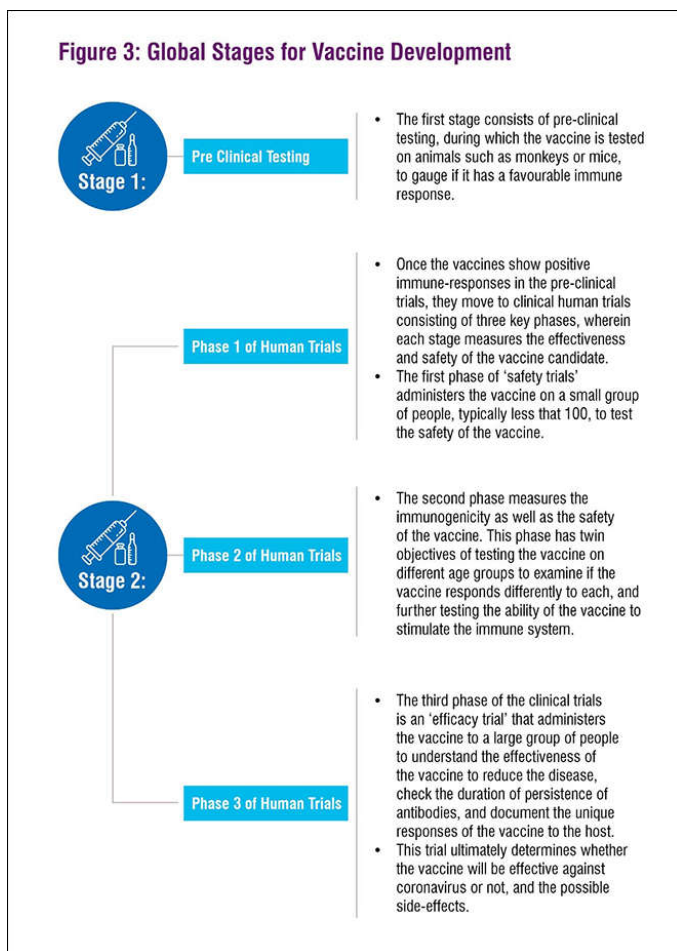 Figure 3: Global Stages for Vaccine Development
Stage 1:
Pre Clinical Testing
• The first stage consists of pre-clinical
testing, during which the vaccine is tested
on animals such as monkeys or mice,
to gauge if it has a favourable immune
response.
Phase 1 of Human Trials
• Once the vaccines show positive
immune-responses in the pre-clinical
trials, they move to clinical human trials
consisting of three key phases, wherein
each stage measures the effectiveness
and safety of the vaccine candidate.
• The first phase of ‘safety trials’
administers the vaccine on a small group
of people, typically less that 100, to test
the safety of the vaccine.
Stage 2:
Phase 2 of Human Trials
• The second phase measures the
immunogenicity as well as the safety
of the vaccine. This phase has twin
objectives of testing the vaccine on
different age groups to examine if the
vaccine responds differently to each, and
further testing the ability of the vaccine to
stimulate the immune system.
Phase 3 of Human Trials
• The third phase of the clinical trials
is an ‘efficacy trial’ that administers
the vaccine to a large group of people
to understand the effectiveness of
the vaccine to reduce the disease,
check the duration of persistence of
antibodies, and document the unique
responses of the vaccine to the host.
• This trial ultimately determines whether
the vaccine will be effective against
coronavirus or not, and the possible
side-effects.